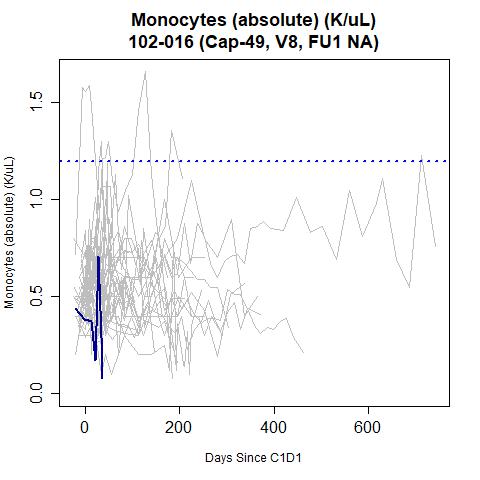 Monocytes (absolute) (K/uL)
102-016 (Cap-49, V8, FU1 NA)
Monocytes (absolute) (K/uL)
1.5
1.0
0.5
0.0
0 200 400 600
Days Since C1D1